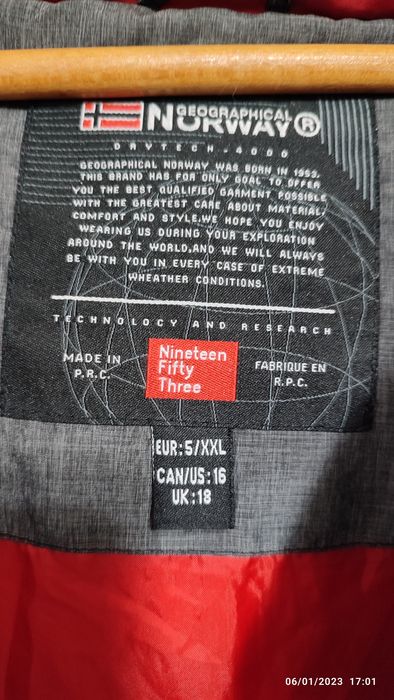 GEOGRAPHICAL
NORWAY ®
DRYTECH-4000
GEOGRAPHICAL NORWAY WAS BORN IN 1953.
THIS BRAND HAS FOR ONLY GOAL TO OFFER
YOU THE BEST QUALIFIED GARMENT POSSIBLE
WITH THE GREATEST CARE ABOUT MATERIAL,
COMFORT AND STYLE.WE HOPE YOU ENJOY
WEARING US DURING YOUR EXPLORATION
AROUND THE WORLD,AND WE WILL ALWAYS
BE WITH YOU IN EVERY CASE OF EXTREME
WHEATHER CONDITIONS.
TECHNOLOGY AND RESEARCH
MADE IN
P.R.C.
Nineteen
Fifty
Three
FABRIQUE EN
R.P.C.
EUR:5/XXL
CAN/US:16
UK:18
06/01/2023 17:01